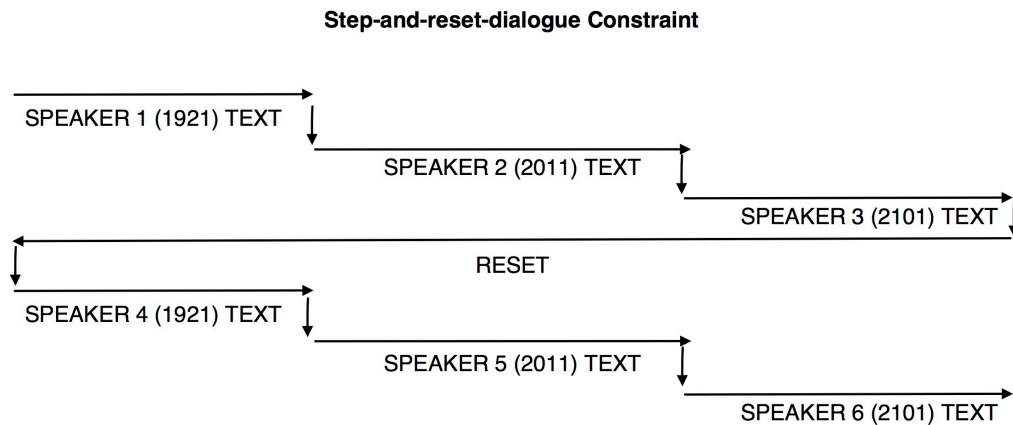 Step-and-reset-dialogue Constraint
SPEAKER 1 (1921) TEXT
SPEAKER 2 (2011) TEXT
SPEAKER 3 (2101) TEXT
RESET
SPEAKER 4 (1921) TEXT
SPEAKER 5 (2011) TEXT
SPEAKER 6 (2101) TEXT